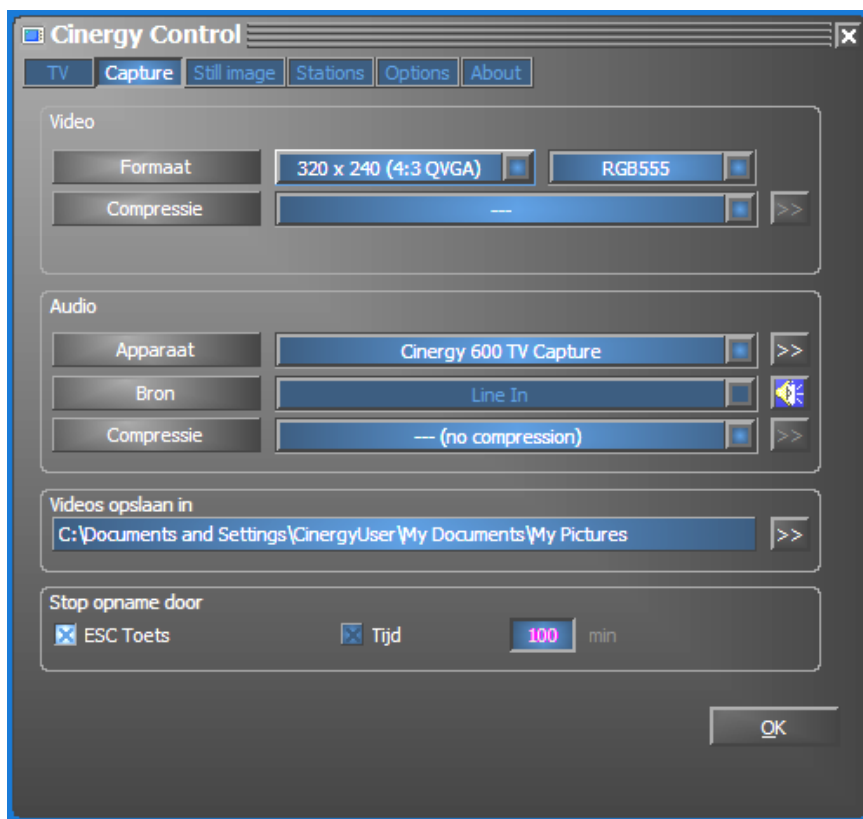 Cinergy Control
TV Capture Still image Stations Options About
Video
Formaat 320 x 240 (4:3 QVGA) RGB555
Compressie --- >>
Audio
Apparaat Cinergy 600 TV Capture >>
Bron Line In
Compressie --- (no compression) >>
Videos opslaan in
C:\Documents and Settings\CinergyUser\My Documents\My Pictures >>
Stop opname door
ESC Toets Tijd 100 min
OK